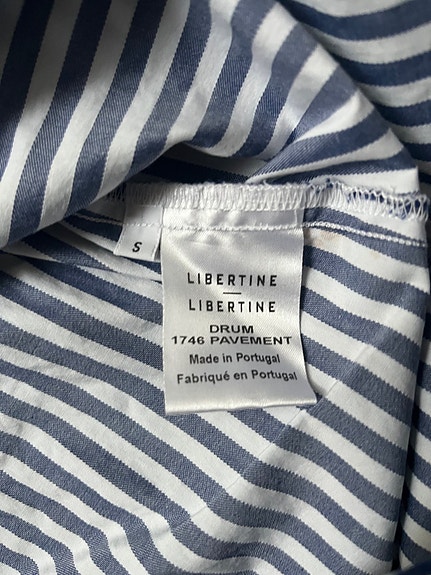 S
LIBERTINE
LIBERTINE
DRUM
1746 PAVEMENT
Made in Portugal
Fabriqué en Portugal